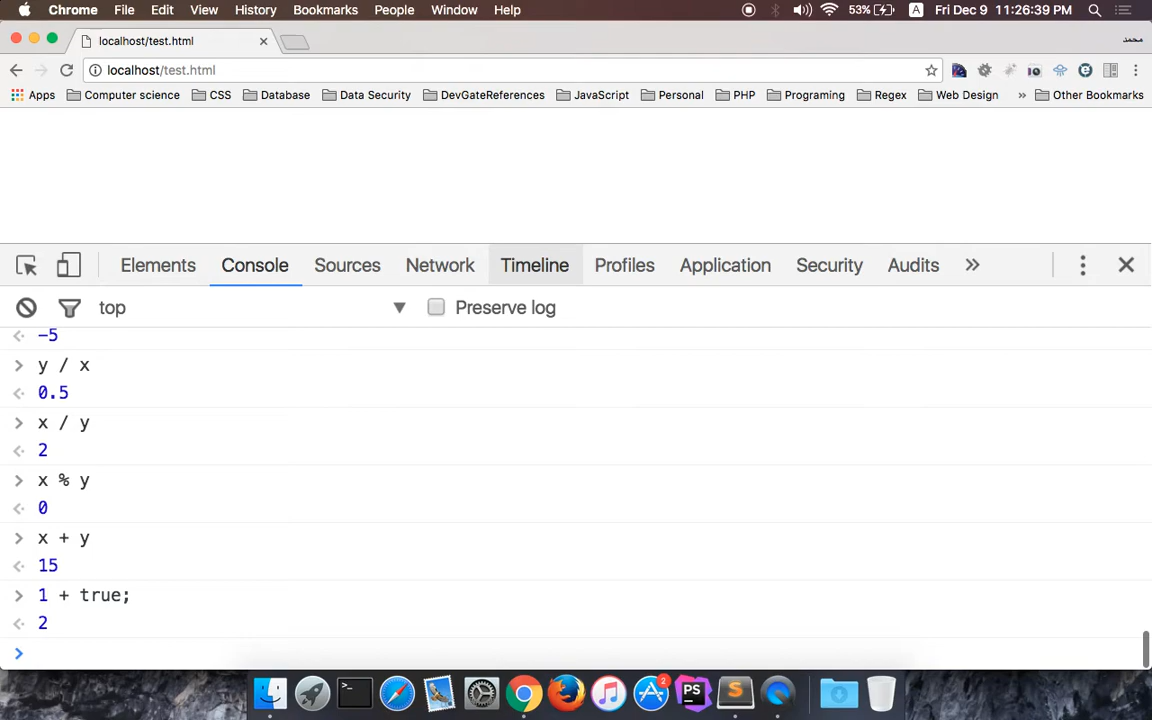 Chrome File Edit View History Bookmarks People Window Help 53% A Fri Dec 9 11:26:39 PM
localhost/test.html
محمد
localhost/test.html
Apps Computer science CSS Database Data Security DevGateReferences JavaScript Personal PHP Programing Regex Web Design » Other Bookmarks
Elements Console Sources Network Timeline Profiles Application Security Audits »
top Preserve log
-5
> y / x
0.5
> x / y
2
> x % y
0
> x + y
15
> 1 + true;
2
>
2
PS
S